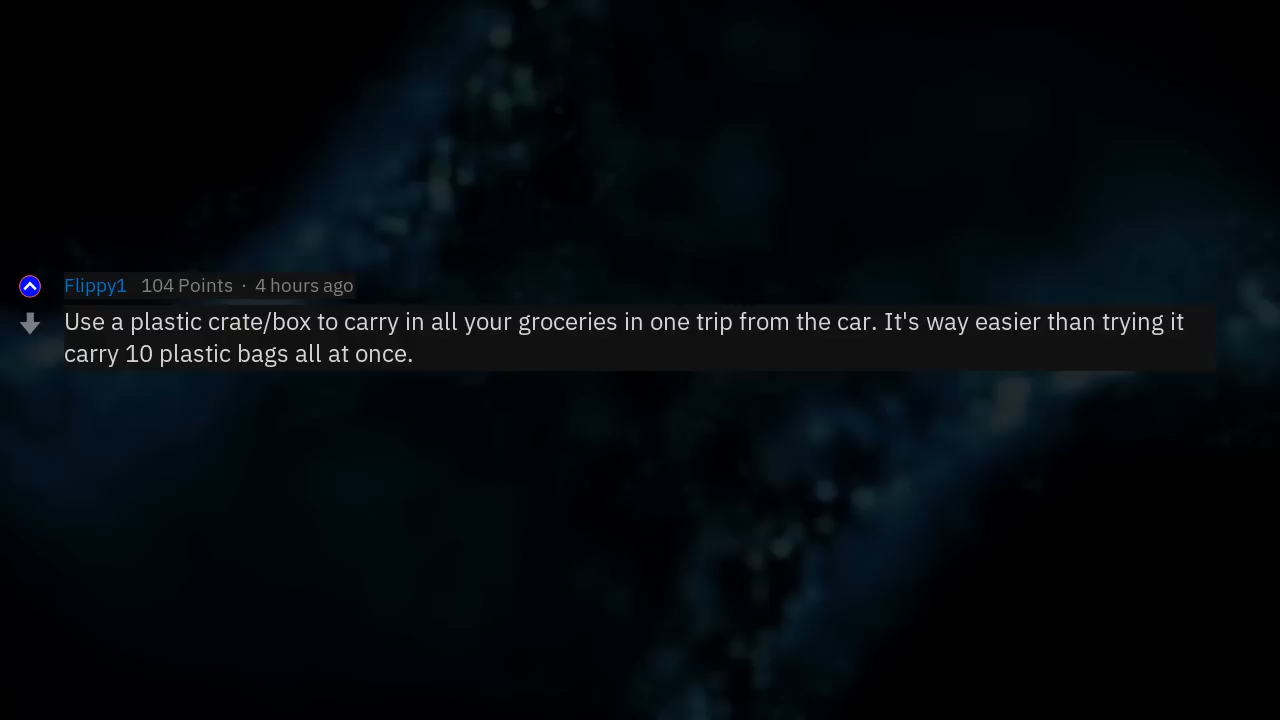 Flippy1 104 Points · 4 hours ago
Use a plastic crate/box to carry in all your groceries in one trip from the car. It's way easier than trying it
carry 10 plastic bags all at once.